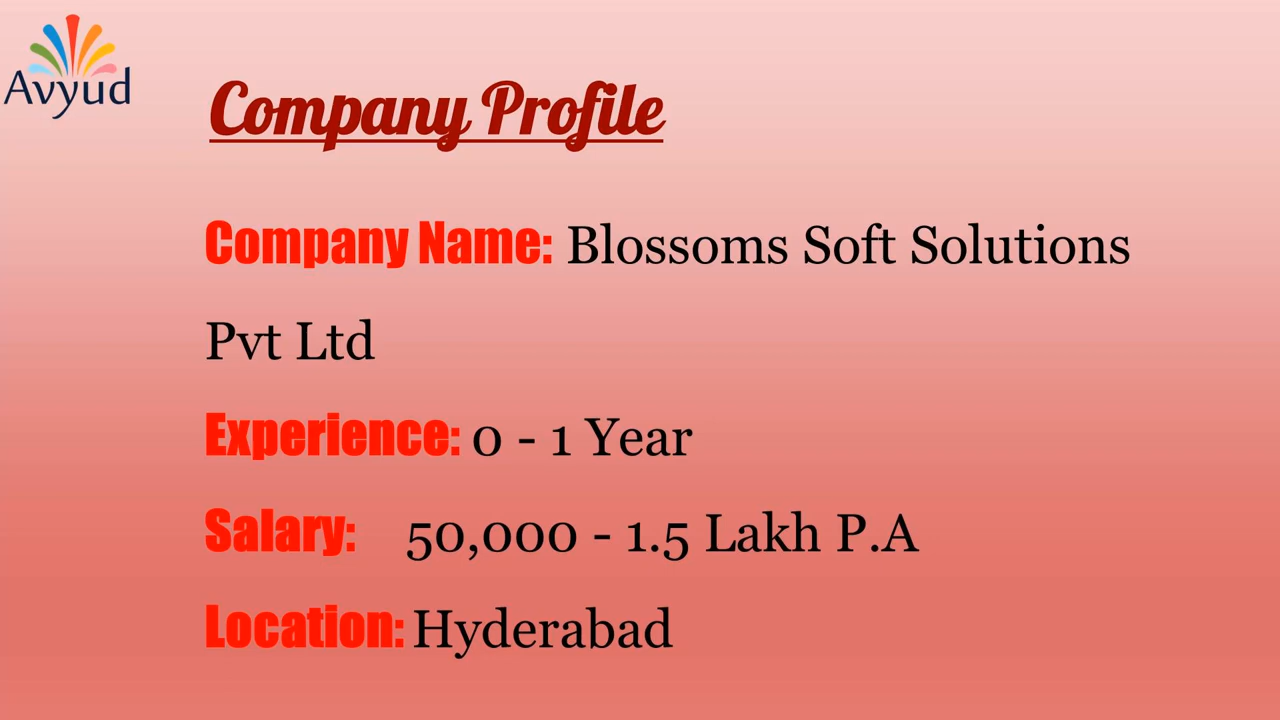 Avyud
Company Profile
Company Name: Blossoms Soft Solutions
Pvt Ltd
Experience: 0 - 1 Year
Salary: 50,000 - 1.5 Lakh P.A
Location: Hyderabad